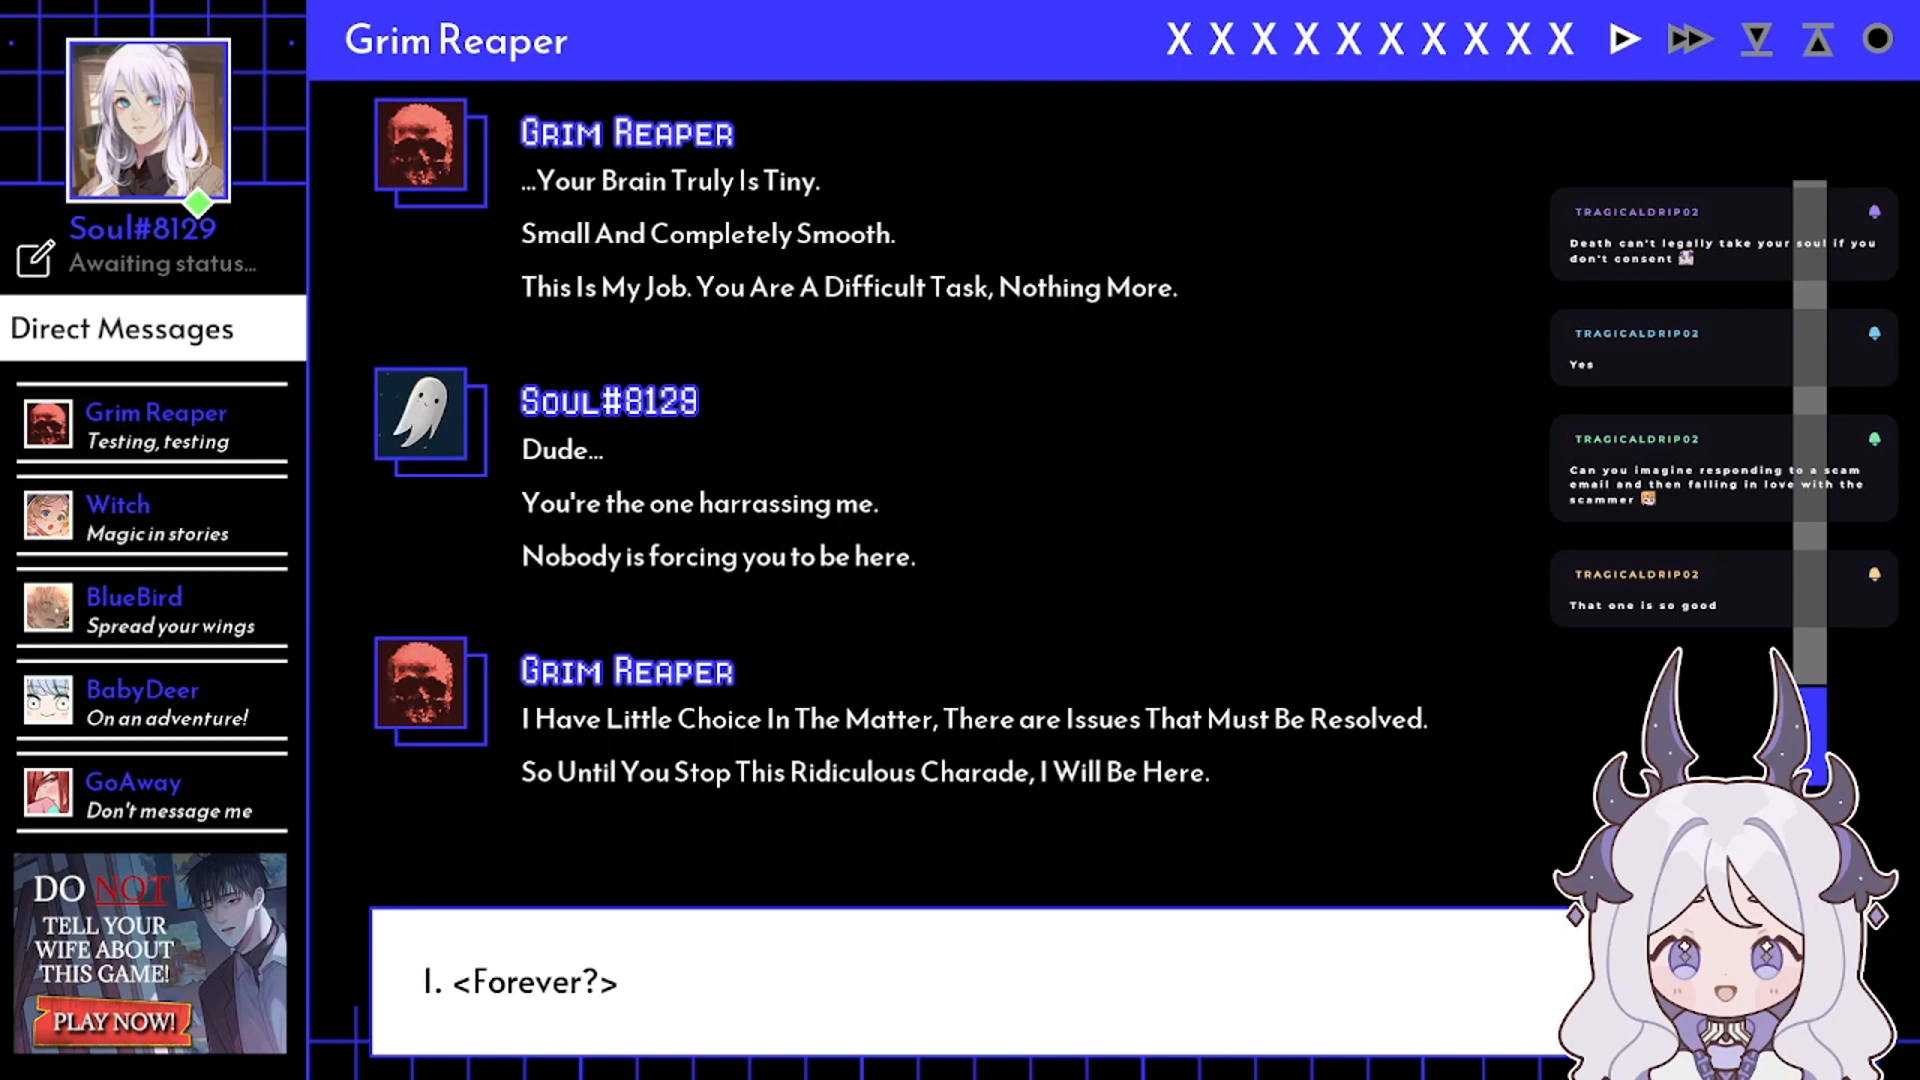 Grim Reaper
X X X X X X X X X X
Soul#8129
Awaiting status...
Direct Messages
Grim Reaper
Testing, testing
Witch
Magic in stories
BlueBird
Spread your wings
BabyDeer
On an adventure!
GoAway
Don't message me
DO NOT
TELL YOUR
WIFE ABOUT
THIS GAME!
PLAY NOW!
Grim Reaper
...Your Brain Truly Is Tiny.
Small And Completely Smooth.
This Is My Job. You Are A Difficult Task, Nothing More.
Soul#8129
Dude...
You're the one harrassing me.
Nobody is forcing you to be here.
Grim Reaper
I Have Little Choice In The Matter, There are Issues That Must Be Resolved.
So Until You Stop This Ridiculous Charade, I Will Be Here.
1. <Forever?>
TRAGICALDRIP02
Death can't legally take your soul if you
don't consent
TRAGICALDRIP02
Yes
TRAGICALDRIP02
Can you imagine responding to a scam
email and then falling in love with the
scammer
TRAGICALDRIP02
That one is so good